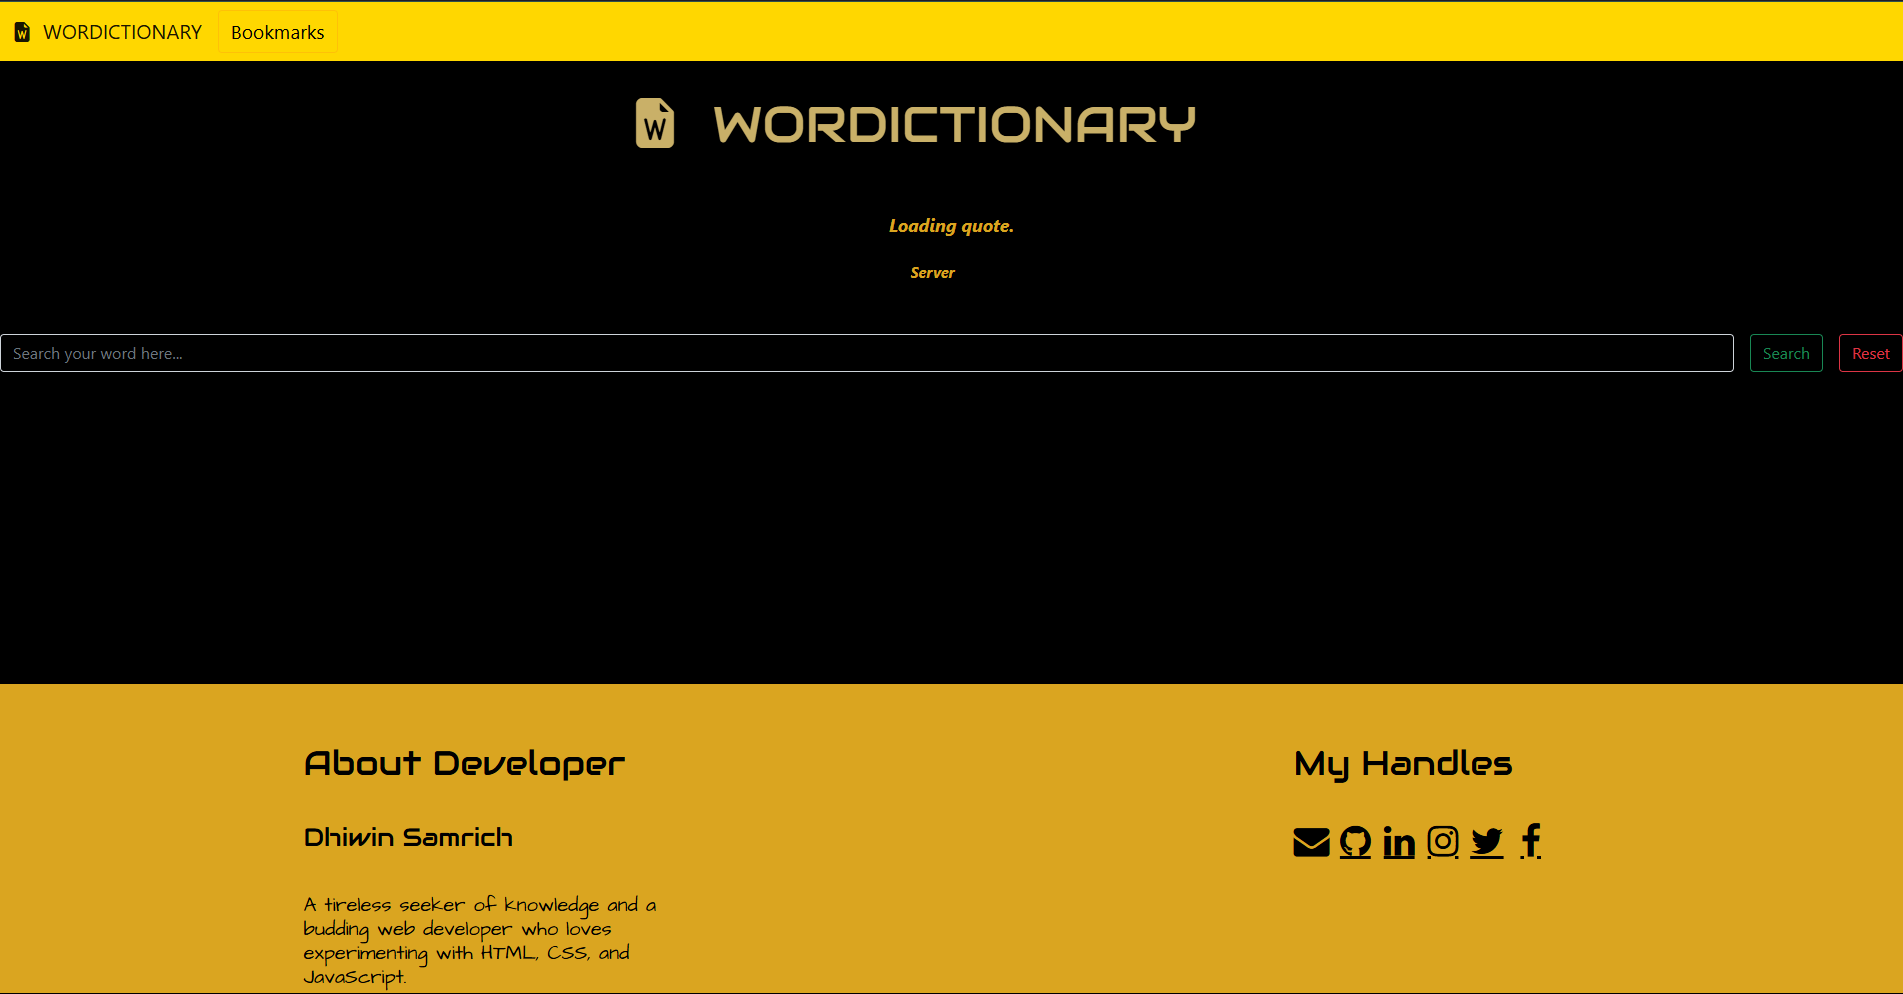 WORDICTIONARY Bookmarks
WORDICTIONARY
Loading quote.
Server
Search your word here... Search Reset
About Developer
My Handles
Dhiwin Samrich
A tireless seeker of knowledge and a
budding web developer who loves
experimenting with HTML, CSS, and
JavaScript.